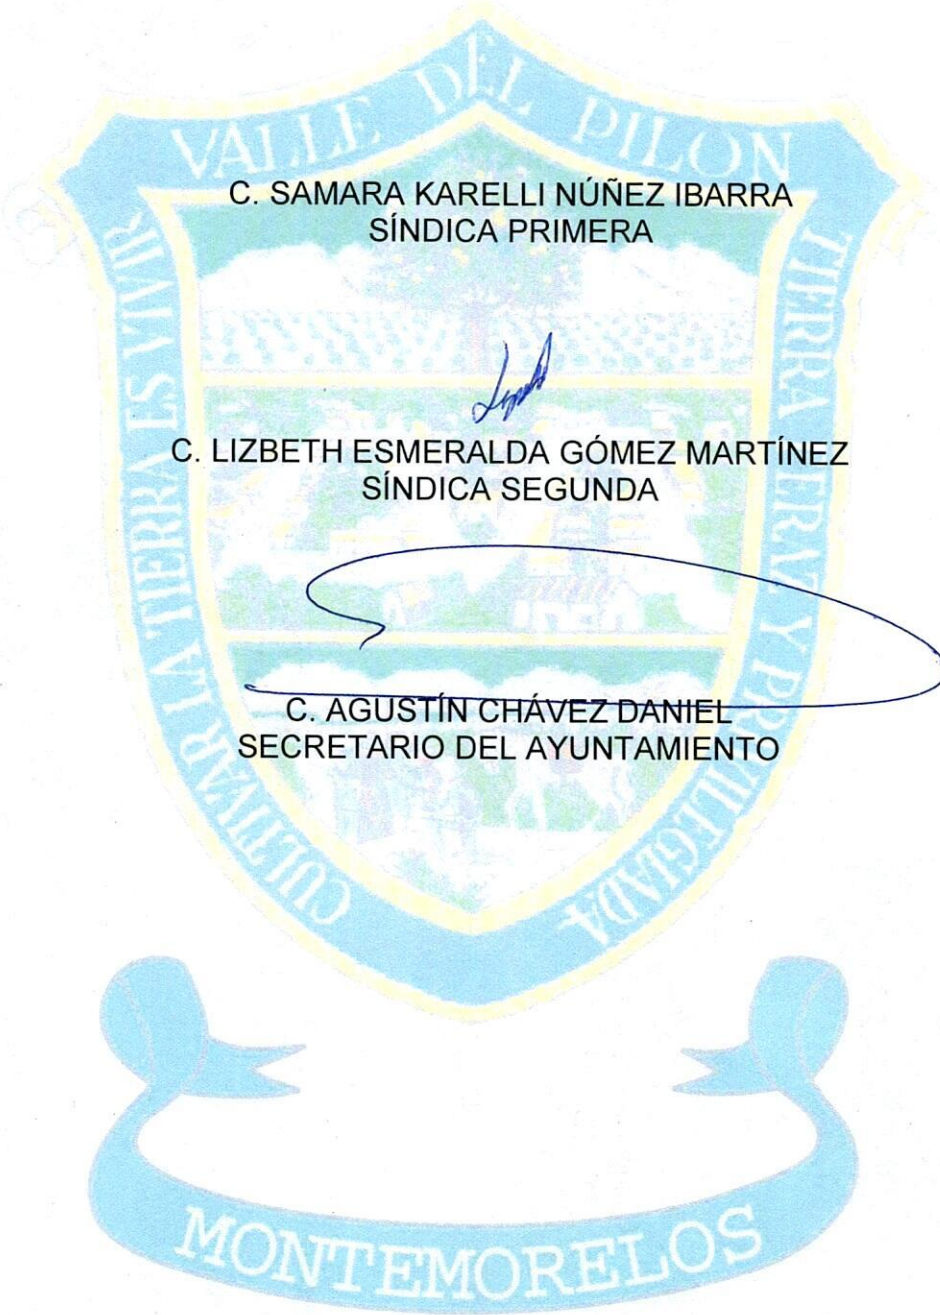 VALLE DEL PILON
C. SAMARA KARELLI NÚÑEZ IBARRA
SÍNDICA PRIMERA
C. LIZBETH ESMERALDA GÓMEZ MARTÍNEZ
SÍNDICA SEGUNDA
C. AGUSTÍN CHÁVEZ DANIEL
SECRETARIO DEL AYUNTAMIENTO
CULTIVAR LA TIERRA ES VIVIR
TIERRA FERAZ Y PRIVILEGIADA
MONTEMORELOS